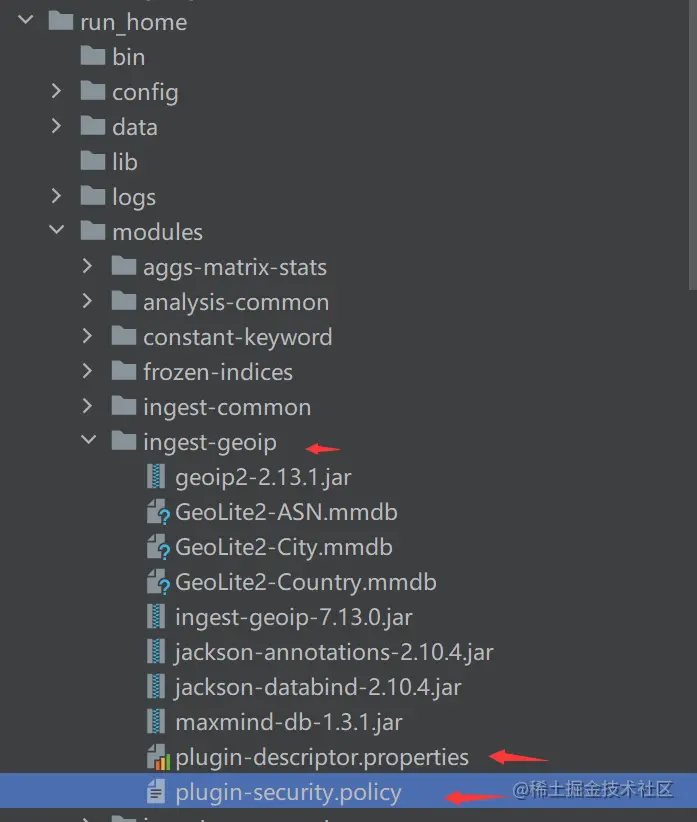 run_home
bin
config
data
lib
logs
modules
aggs-matrix-stats
analysis-common
constant-keyword
frozen-indices
ingest-common
ingest-geoip
geoip2-2.13.1.jar
GeoLite2-ASN.mmdb
GeoLite2-City.mmdb
GeoLite2-Country.mmdb
ingest-geoip-7.13.0.jar
jackson-annotations-2.10.4.jar
jackson-databind-2.10.4.jar
maxmind-db-1.3.1.jar
plugin-descriptor.properties
plugin-security.policy @稀土掘金技术社区